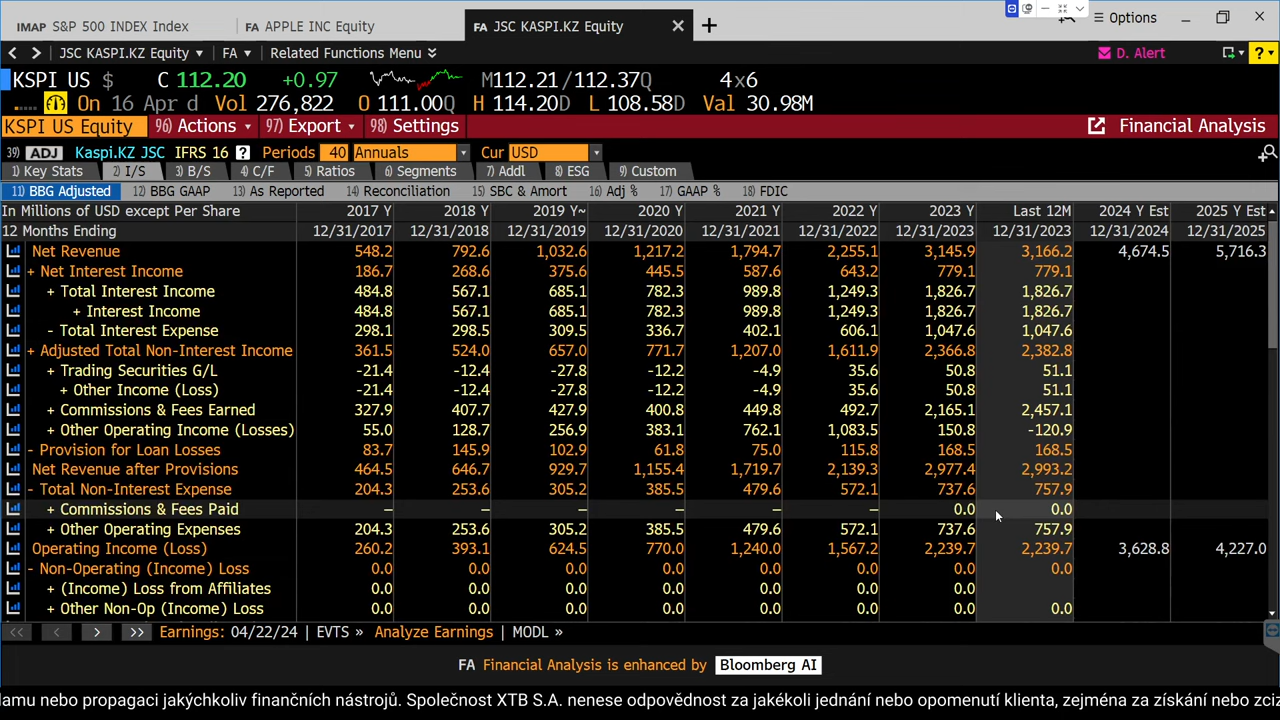 IMAP S&P 500 INDEX Index FA APPLE INC Equity FA JSC KASPI.KZ Equity
Options
JSC KASPI.KZ Equity FA Related Functions Menu D. Alert ?
KSPI US $ C 112.20 +0.97 M112.21/112.37Q 4x6
On 16 Apr d Vol 276,822 O 111.00Q H 114.20D L 108.58D Val 30.98M
KSPI US Equity 96) Actions 97) Export 98) Settings Financial Analysis
39) ADJ Kaspi.KZ JSC IFRS 16 ? Periods 40 Annuals Cur USD
1) Key Stats 2) I/S 3) B/S 4) C/F 5) Ratios 6) Segments 7) Addl 8) ESG 9) Custom
11) BBG Adjusted 12) BBG GAAP 13) As Reported 14) Reconciliation 15) SBC & Amort 16) Adj % 17) GAAP % 18) FDIC
In Millions of USD except Per Share 2017 Y 2018 Y 2019 Y~ 2020 Y 2021 Y 2022 Y 2023 Y Last 12M 2024 Y Est 2025 Y Est
12 Months Ending 12/31/2017 12/31/2018 12/31/2019 12/31/2020 12/31/2021 12/31/2022 12/31/2023 12/31/2023 12/31/2024 12/31/2025
Net Revenue 548.2 792.6 1,032.6 1,217.2 1,794.7 2,255.1 3,145.9 3,166.2 4,674.5 5,716.3
+ Net Interest Income 186.7 268.6 375.6 445.5 587.6 643.2 779.1 779.1
+ Total Interest Income 484.8 567.1 685.1 782.3 989.8 1,249.3 1,826.7 1,826.7
+ Interest Income 484.8 567.1 685.1 782.3 989.8 1,249.3 1,826.7 1,826.7
- Total Interest Expense 298.1 298.5 309.5 336.7 402.1 606.1 1,047.6 1,047.6
+ Adjusted Total Non-Interest Income 361.5 524.0 657.0 771.7 1,207.0 1,611.9 2,366.8 2,382.8
+ Trading Securities G/L -21.4 -12.4 -27.8 -12.2 -4.9 35.6 50.8 51.1
+ Other Income (Loss) -21.4 -12.4 -27.8 -12.2 -4.9 35.6 50.8 51.1
+ Commissions & Fees Earned 327.9 407.7 427.9 400.8 449.8 492.7 2,165.1 2,457.1
+ Other Operating Income (Losses) 55.0 128.7 256.9 383.1 762.1 1,083.5 150.8 -120.9
- Provision for Loan Losses 83.7 145.9 102.9 61.8 75.0 115.8 168.5 168.5
Net Revenue after Provisions 464.5 646.7 929.7 1,155.4 1,719.7 2,139.3 2,977.4 2,993.2
- Total Non-Interest Expense 204.3 253.6 305.2 385.5 479.6 572.1 737.6 757.9
+ Commissions & Fees Paid – – – – – – 0.0 0.0
+ Other Operating Expenses 204.3 253.6 305.2 385.5 479.6 572.1 737.6 757.9
Operating Income (Loss) 260.2 393.1 624.5 770.0 1,240.0 1,567.2 2,239.7 2,239.7 3,628.8 4,227.0
- Non-Operating (Income) Loss 0.0 0.0 0.0 0.0 0.0 0.0 0.0 0.0
+ (Income) Loss from Affiliates 0.0 0.0 0.0 0.0 0.0 0.0 0.0
+ Other Non-Op (Income) Loss 0.0 0.0 0.0 0.0 0.0 0.0 0.0 0.0
<< < > >> Earnings: 04/22/24 | EVTS » Analyze Earnings | MODL »
FA Financial Analysis is enhanced by Bloomberg AI
lamu nebo propagaci jakýchkoliv finančních nástrojů. Společnost XTB S.A. nenese odpovědnost za jakékoli jednání nebo opomenutí klienta, zejména za získání nebo zciz